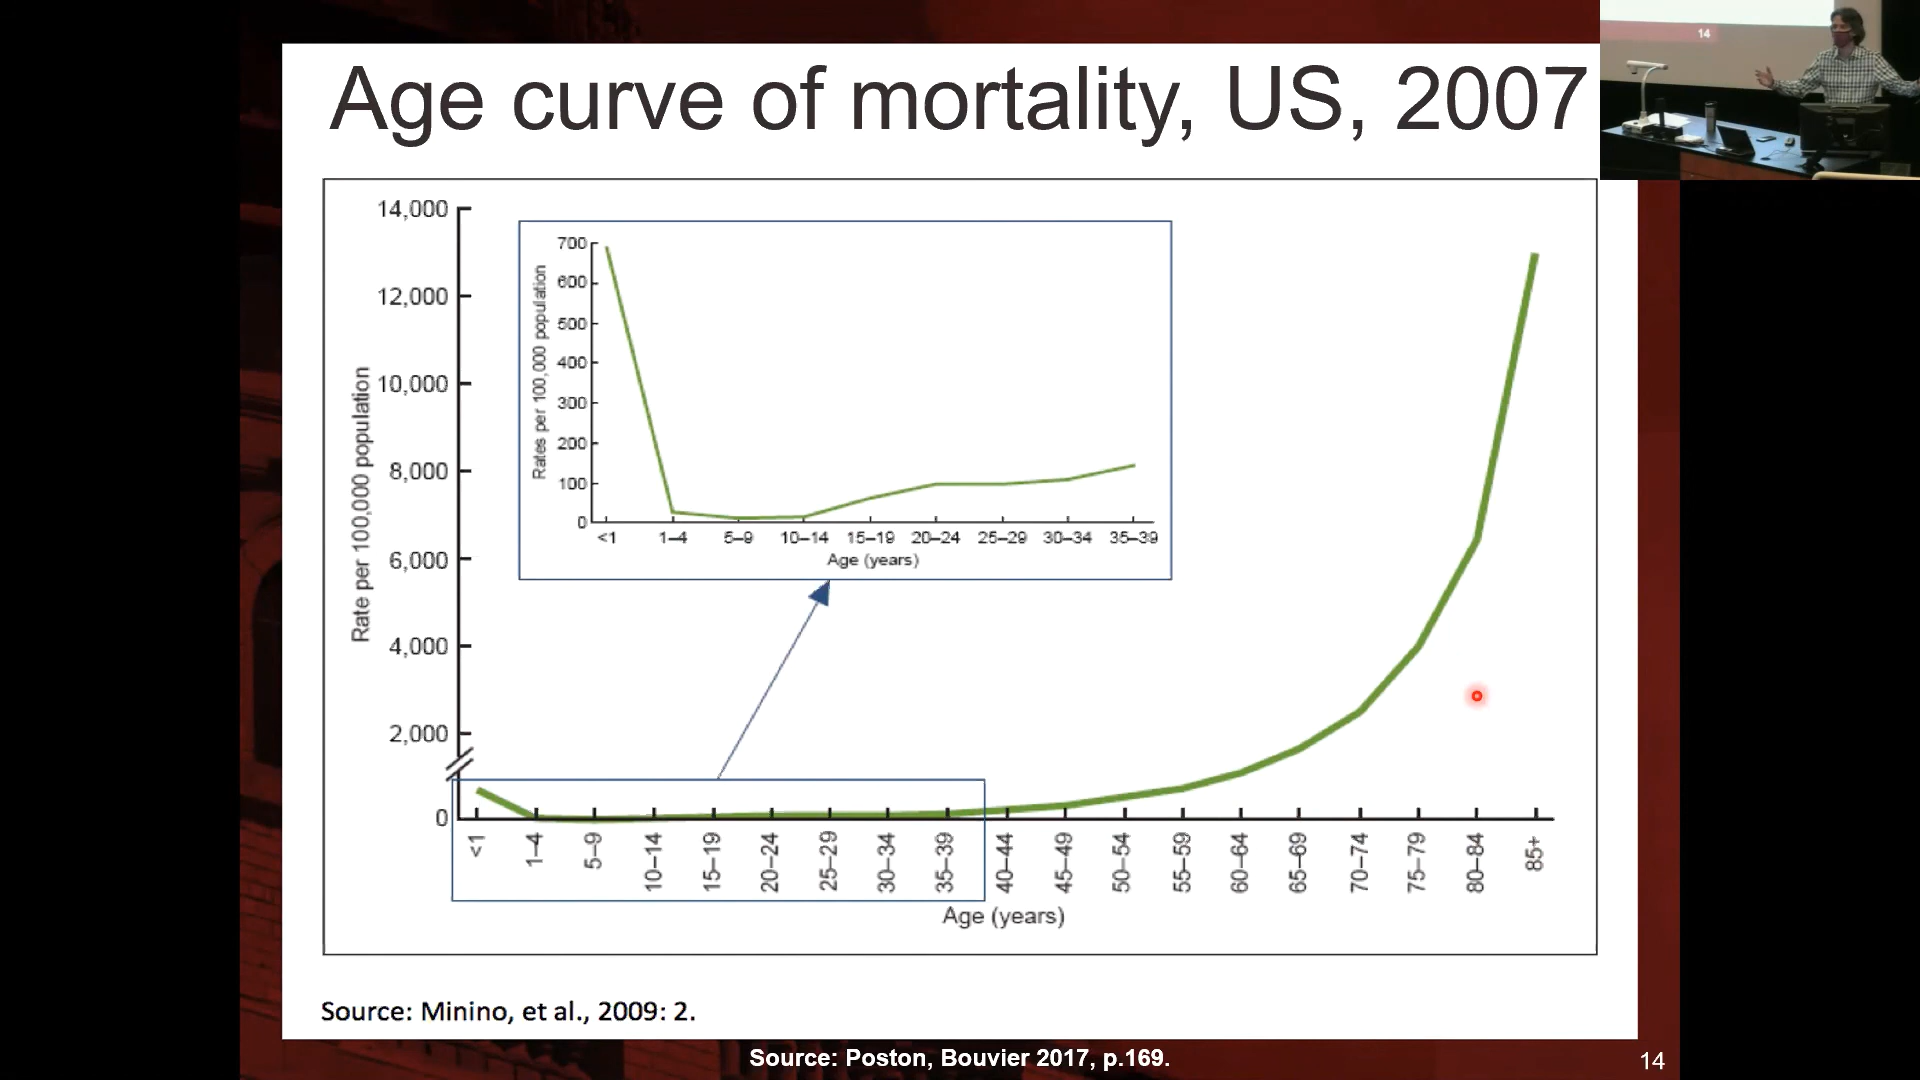 Age curve of mortality, US, 2007
14
14,000
12,000
10,000
8,000
6,000
4,000
2,000
0
Rate per 100,000 population
700
600
500
400
300
200
100
0
Rates per 100,000 population
<1 1–4 5–9 10–14 15–19 20–24 25–29 30–34 35–39
Age (years)
<1 1–4 5–9 10–14 15–19 20–24 25–29 30–34 35–39 40–44 45–49 50–54 55–59 60–64 65–69 70–74 75–79 80–84 85+
Age (years)
Source: Minino, et al., 2009: 2.
Source: Poston, Bouvier 2017, p.169.
14